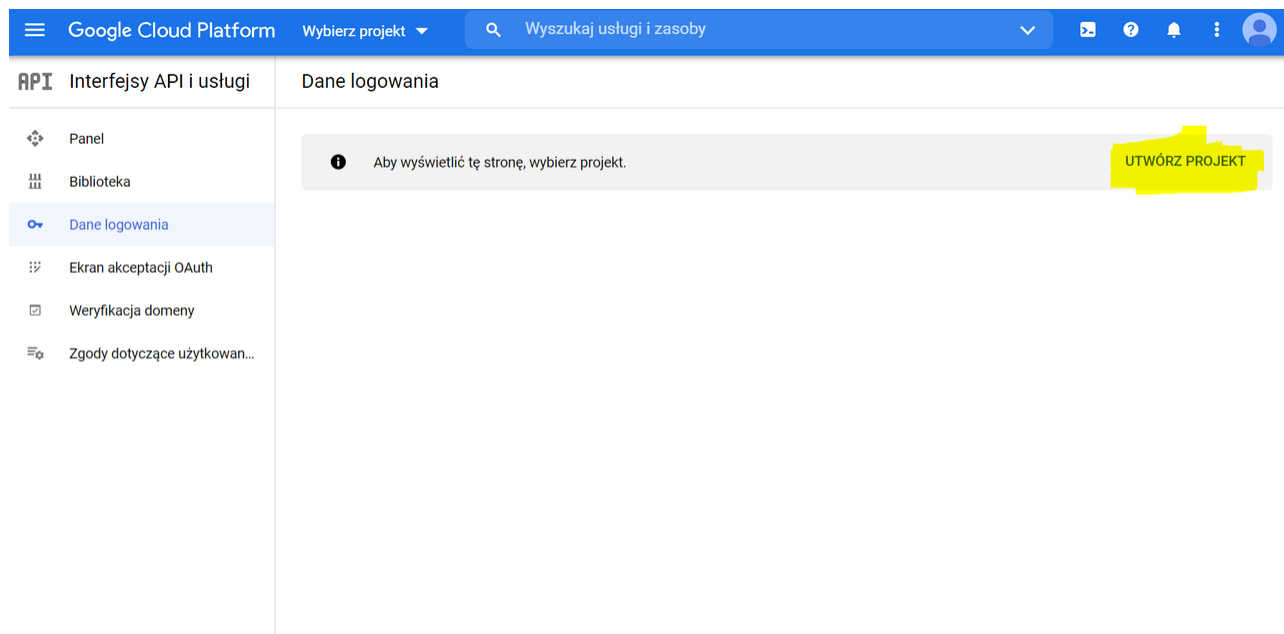 Google Cloud Platform
Wybierz projekt
Wyszukaj usługi i zasoby
API
Interfejsy API i usługi
Dane logowania
Panel
Biblioteka
Dane logowania
Ekran akceptacji OAuth
Weryfikacja domeny
Zgody dotyczące użytkowan...
Aby wyświetlić tę stronę, wybierz projekt.
UTWÓRZ PROJEKT